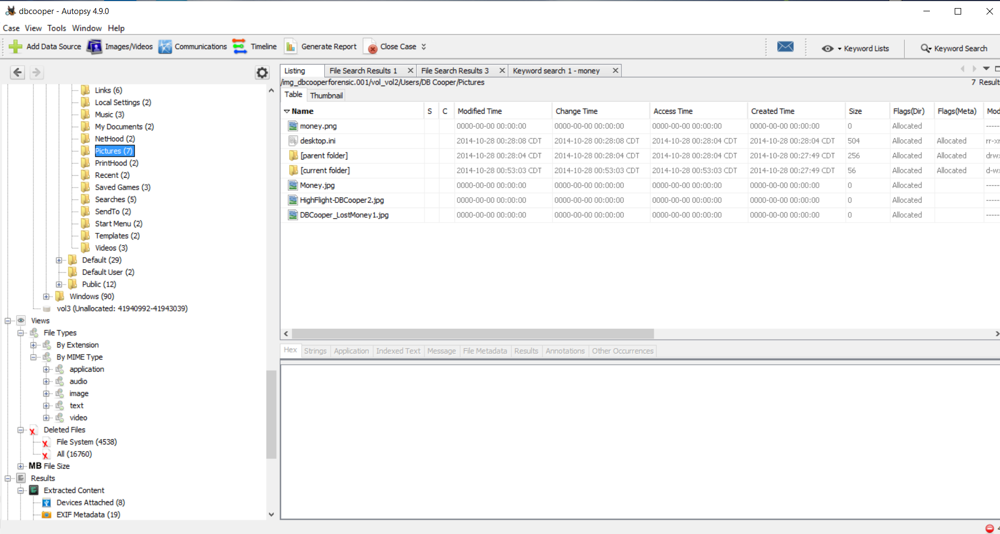 dbcooper - Autopsy 4.9.0
Case View Tools Window Help
Add Data Source Images/Videos Communications Timeline Generate Report Close Case Keyword Lists Keyword Search
Links (6)
Local Settings (2)
Music (3)
My Documents (2)
NetHood (2)
Pictures (7)
PrintHood (2)
Recent (2)
Saved Games (3)
Searches (5)
SendTo (2)
Start Menu (2)
Templates (2)
Videos (3)
Default (29)
Default User (2)
Public (12)
Windows (90)
vol3 (Unallocated: 41940992-41943039)
Views
File Types
By Extension
By MIME Type
application
audio
image
text
video
Deleted Files
File System (4538)
All (16760)
MB File Size
Results
Extracted Content
Devices Attached (8)
EXIF Metadata (19)
Listing File Search Results 1 File Search Results 3 Keyword search 1 - money
/img_dbcooperforensic.001/vol_vol2/Users/DB Cooper/Pictures 7 Result
Table Thumbnail
Name S C Modified Time Change Time Access Time Created Time Size Flags(Dir) Flags(Meta) Mod
money.png 0000-00-00 00:00:00 0000-00-00 00:00:00 0000-00-00 00:00:00 0000-00-00 00:00:00 0 Allocated -----
desktop.ini 2014-10-28 00:28:08 CDT 2014-10-28 00:28:08 CDT 2014-10-28 00:28:04 CDT 2014-10-28 00:28:04 CDT 504 Allocated Allocated rr-xr
[parent folder] 2014-10-28 00:28:04 CDT 2014-10-28 00:28:04 CDT 2014-10-28 00:28:04 CDT 2014-10-28 00:27:49 CDT 256 Allocated Allocated drwx
[current folder] 2014-10-28 00:53:03 CDT 2014-10-28 00:53:03 CDT 2014-10-28 00:53:03 CDT 2014-10-28 00:27:49 CDT 56 Allocated Allocated d-wx
Money.jpg 0000-00-00 00:00:00 0000-00-00 00:00:00 0000-00-00 00:00:00 0000-00-00 00:00:00 0 Allocated -----
HighFlight-DBCooper2.jpg 0000-00-00 00:00:00 0000-00-00 00:00:00 0000-00-00 00:00:00 0000-00-00 00:00:00 0 Allocated -----
DBCooper_LostMoney1.jpg 0000-00-00 00:00:00 0000-00-00 00:00:00 0000-00-00 00:00:00 0000-00-00 00:00:00 0 Allocated -----
Hex Strings Application Indexed Text Message File Metadata Results Annotations Other Occurrences